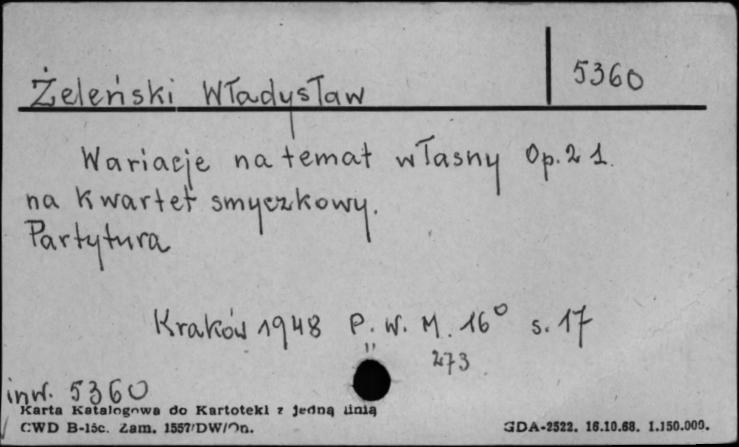 5360
Żeleński Władysław
Wariacje na temat własny Op. 21.
na kwartet smyczkowy.
Partytura
Kraków 1948 P. W. M. 16° s. 17
273
inw. 5360
Karta Katalogowa do Kartoteki z jedną linią
CWD B-15c. Zam. 1557/DW/On.
GDA-2522. 16.10.68. 1.150.000.